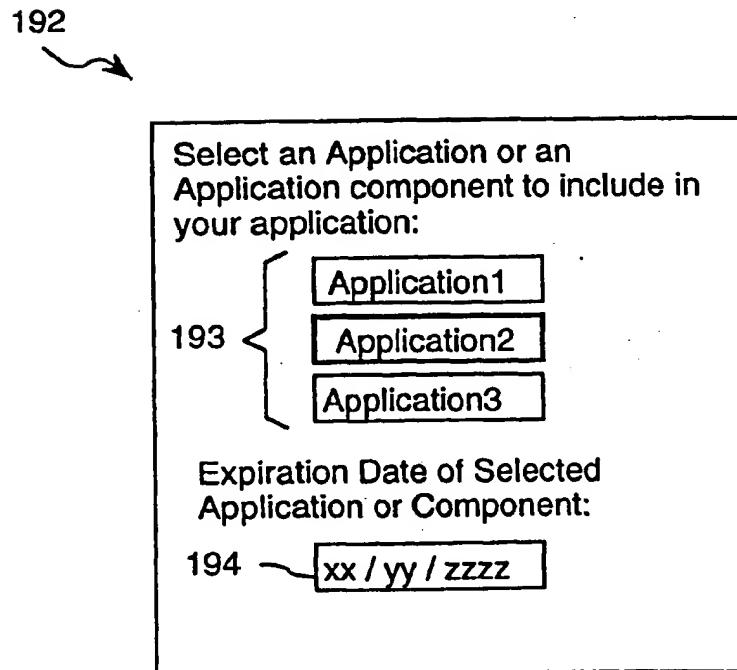 192
Select an Application or an
Application component to include in
your application:
Application1
193
Application2
Application3
Expiration Date of Selected
Application or Component:
194
xx / yy / zzzz